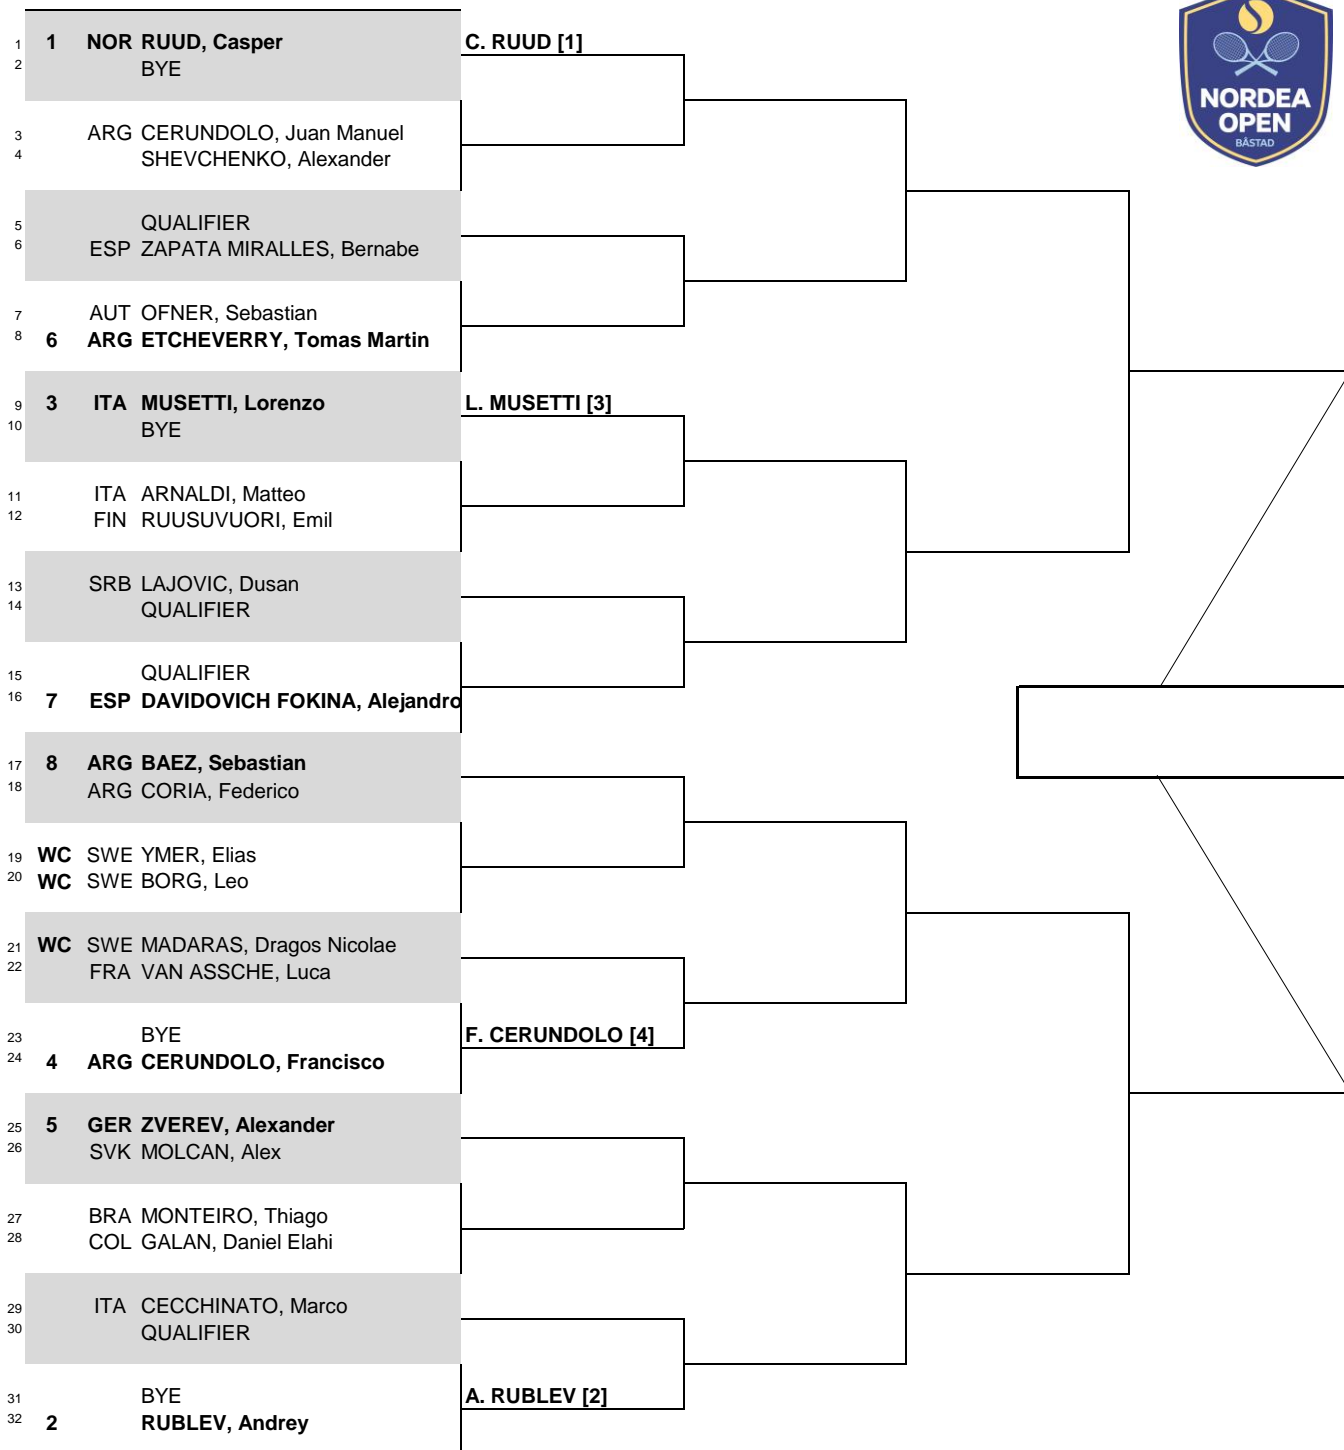 1 1 NOR RUUD, Casper C. RUUD [1]
2 BYE
NORDEA
OPEN
BÅSTAD
3 ARG CERUNDOLO, Juan Manuel
4 SHEVCHENKO, Alexander
5 QUALIFIER
6 ESP ZAPATA MIRALLES, Bernabe
7 AUT OFNER, Sebastian
8 6 ARG ETCHEVERRY, Tomas Martin
9 3 ITA MUSETTI, Lorenzo L. MUSETTI [3]
10 BYE
11 ITA ARNALDI, Matteo
12 FIN RUUSUVUORI, Emil
13 SRB LAJOVIC, Dusan
14 QUALIFIER
15 QUALIFIER
16 7 ESP DAVIDOVICH FOKINA, Alejandro
17 8 ARG BAEZ, Sebastian
18 ARG CORIA, Federico
19 WC SWE YMER, Elias
20 WC SWE BORG, Leo
21 WC SWE MADARAS, Dragos Nicolae
22 FRA VAN ASSCHE, Luca
23 BYE F. CERUNDOLO [4]
24 4 ARG CERUNDOLO, Francisco
25 5 GER ZVEREV, Alexander
26 SVK MOLCAN, Alex
27 BRA MONTEIRO, Thiago
28 COL GALAN, Daniel Elahi
29 ITA CECCHINATO, Marco
30 QUALIFIER
31 BYE A. RUBLEV [2]
32 2 RUBLEV, Andrey